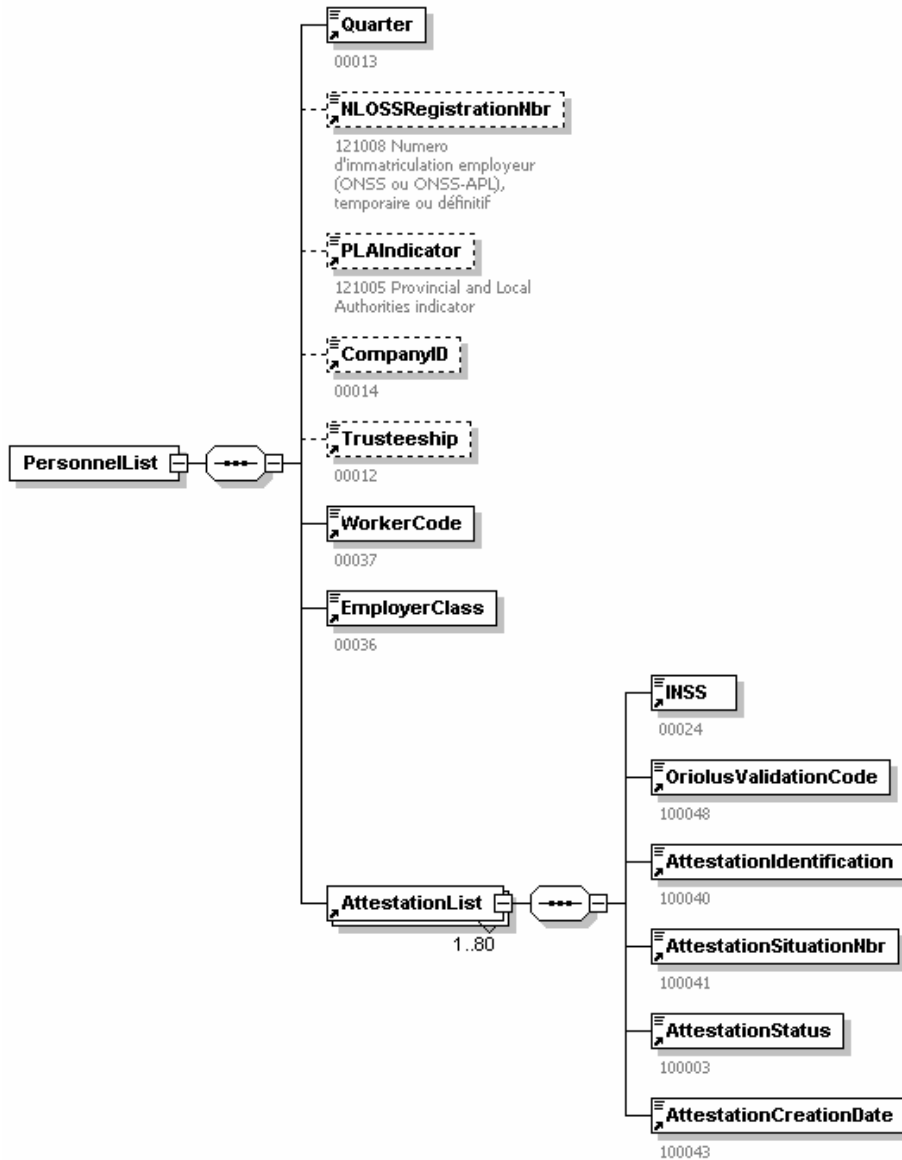 Quarter
00013
NLOSSRegistrationNbr
121008 Numero
d'immatriculation employeur
(ONSS ou ONSS-APL),
temporaire ou définitif
PLAIndicator
121005 Provincial and Local
Authorities indicator
CompanyID
00014
Trusteeship
00012
PersonnelList
WorkerCode
00037
EmployerClass
00036
INSS
00024
OriolusValidationCode
100048
AttestationIdentification
100040
AttestationList
1..80
AttestationSituationNbr
100041
AttestationStatus
100003
AttestationCreationDate
100043